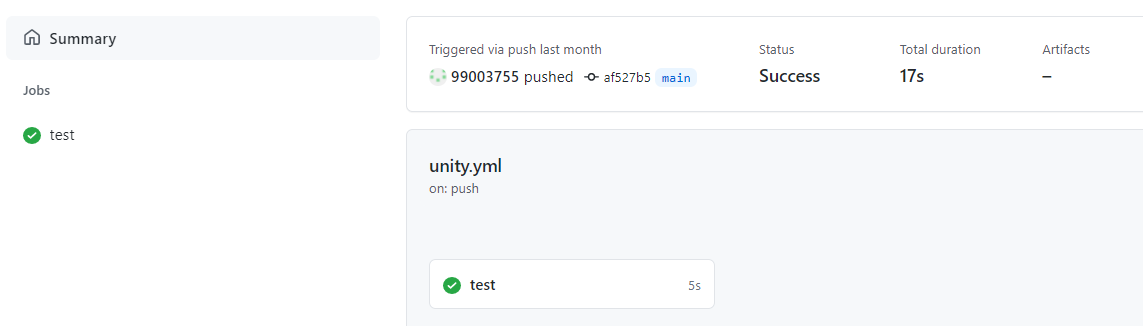 Summary
Jobs
test
Triggered via push last month
99003755 pushed af527b5 main
Status
Success
Total duration
17s
Artifacts
–
unity.yml
on: push
test 5s